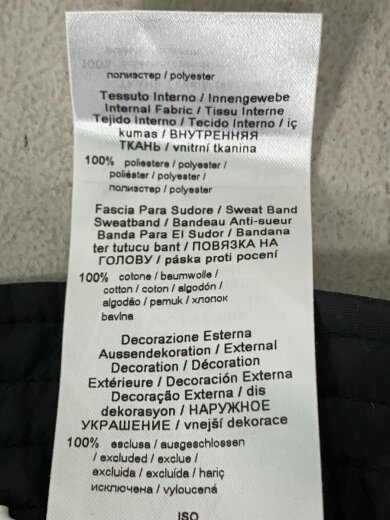 100%
полиэстер / polyester
Tessuto Interno / Innengewebe
Internal Fabric / Tissu Interne
Tejido Interno / Tecido Interno / iç
kumas / ВНУТРЕННЯЯ
ТКАНЬ / vnitrní tkanina
100% poliestere / polyester /
poliéster / polyester /
полиэстер / polyester
Fascia Para Sudore / Sweat Band
Sweatband / Bandeau Anti-sueur
Banda Para El Sudor / Bandana
ter tutucu bant / ПОВЯЗКА НА
ГОЛОВУ / páska proti pocení
100% cotone / baumwolle /
cotton / coton / algodón /
algodão / pamuk / хлопок
bavlna
Decorazione Esterna
Aussendekoration / External
Decoration / Décoration
Extérieure / Decoración Externa
Decoração Externa / dis
dekorasyon / НАРУЖНОЕ
УКРАШЕНИЕ / vnejší dekorace
100% esclusa / ausgeschlossen
/ excluded / exclue /
excluida / excluída / hariç
исключена / vyloucená
ISO